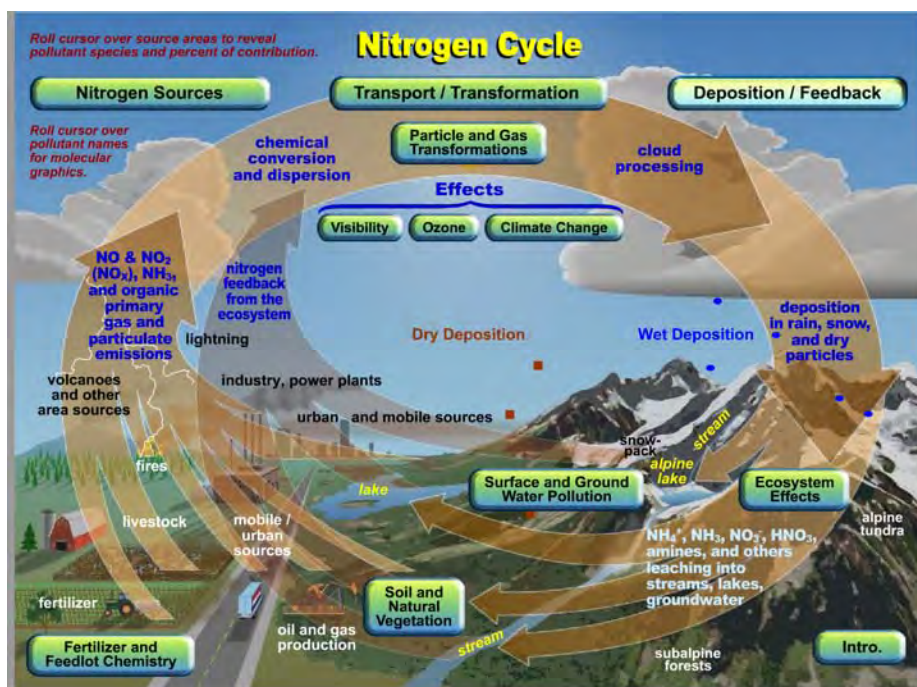 Roll cursor over source areas to reveal
pollutant species and percent of contribution.
Nitrogen Cycle
Nitrogen Sources
Transport / Transformation
Deposition / Feedback
Roll cursor over
pollutant names
for molecular
graphics.
chemical
conversion
and dispersion
Particle and Gas
Transformations
cloud
processing
Effects
Visibility
Ozone
Climate Change
NO & NO₂
(NOₓ), NH₃,
and organic
primary
gas and
particulate
emissions
nitrogen
feedback
from the
ecosystem
lightning
Dry Deposition
Wet Deposition
deposition
in rain, snow,
and dry
particles
volcanoes
and other
area sources
industry, power plants
urban and mobile sources
snow-
pack
stream
alpine
lake
fires
lake
Surface and Ground
Water Pollution
Ecosystem
Effects
livestock
mobile /
urban
sources
alpine
tundra
NH₄⁺, NH₃, NO₃⁻, HNO₃,
amines, and others
leaching into
streams, lakes,
groundwater
fertilizer
Soil and
Natural
Vegetation
oil and gas
production
stream
Fertilizer and
Feedlot Chemistry
subalpine
forests
Intro.